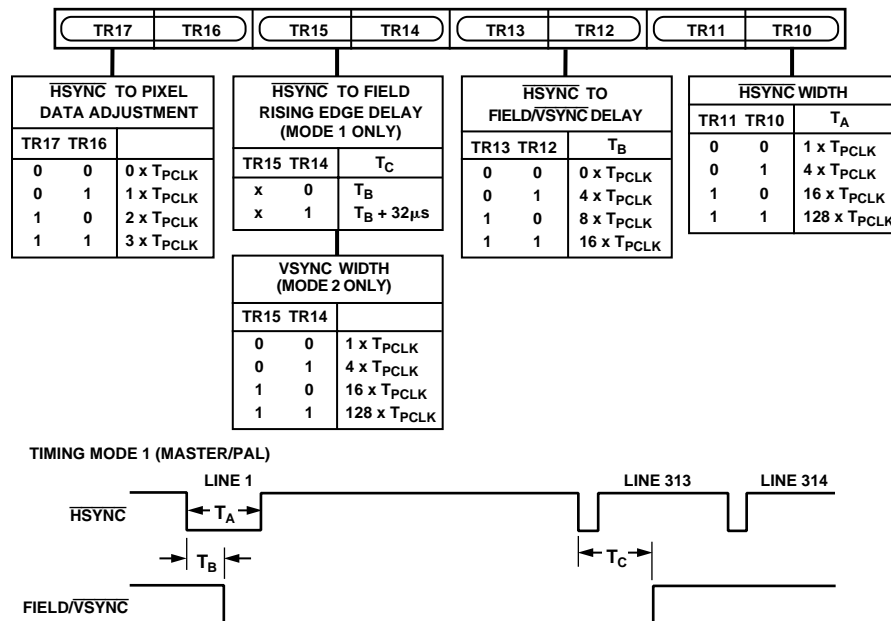 TR17 TR16 TR15 TR14 TR13 TR12 TR11 TR10
HSYNC TO PIXEL
DATA ADJUSTMENT
TR17 TR16
0 0 0 x TPCLK
0 1 1 x TPCLK
1 0 2 x TPCLK
1 1 3 x TPCLK
HSYNC TO FIELD
RISING EDGE DELAY
(MODE 1 ONLY)
TR15 TR14 TC
x 0 TB
x 1 TB + 32µs
VSYNC WIDTH
(MODE 2 ONLY)
TR15 TR14
0 0 1 x TPCLK
0 1 4 x TPCLK
1 0 16 x TPCLK
1 1 128 x TPCLK
HSYNC TO
FIELD/VSYNC DELAY
TR13 TR12 TB
0 0 0 x TPCLK
0 1 4 x TPCLK
1 0 8 x TPCLK
1 1 16 x TPCLK
HSYNC WIDTH
TR11 TR10 TA
0 0 1 x TPCLK
0 1 4 x TPCLK
1 0 16 x TPCLK
1 1 128 x TPCLK
TIMING MODE 1 (MASTER/PAL)
LINE 1 LINE 313 LINE 314
HSYNC
TA
TB
TC
FIELD/VSYNC